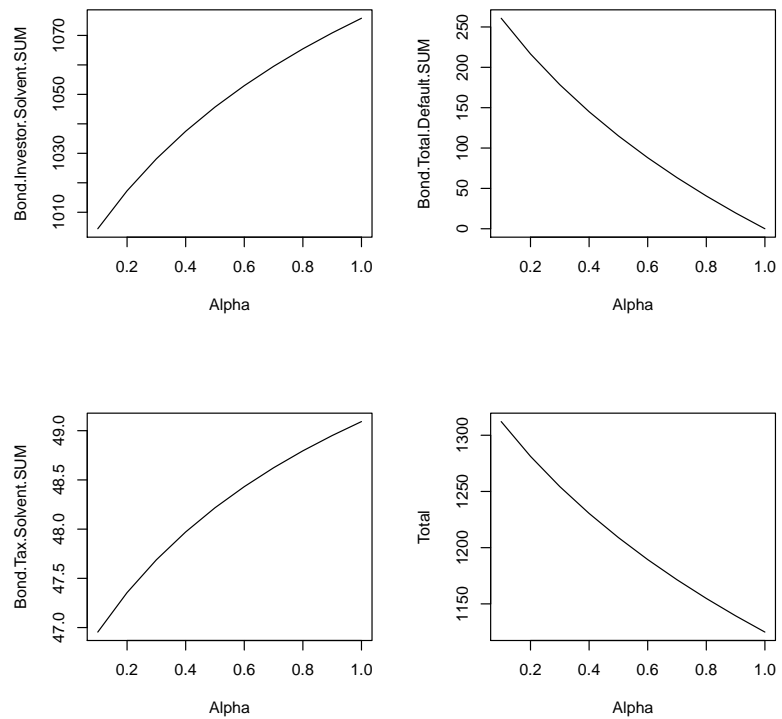 Bond.Investor.Solvent.SUM
1070
1050
1030
1010
0.2 0.4 0.6 0.8 1.0
Alpha
Bond.Total.Default.SUM
250
200
150
100
50
0
0.2 0.4 0.6 0.8 1.0
Alpha
Bond.Tax.Solvent.SUM
49.0
48.5
48.0
47.5
47.0
0.2 0.4 0.6 0.8 1.0
Alpha
Total
1300
1250
1200
1150
0.2 0.4 0.6 0.8 1.0
Alpha